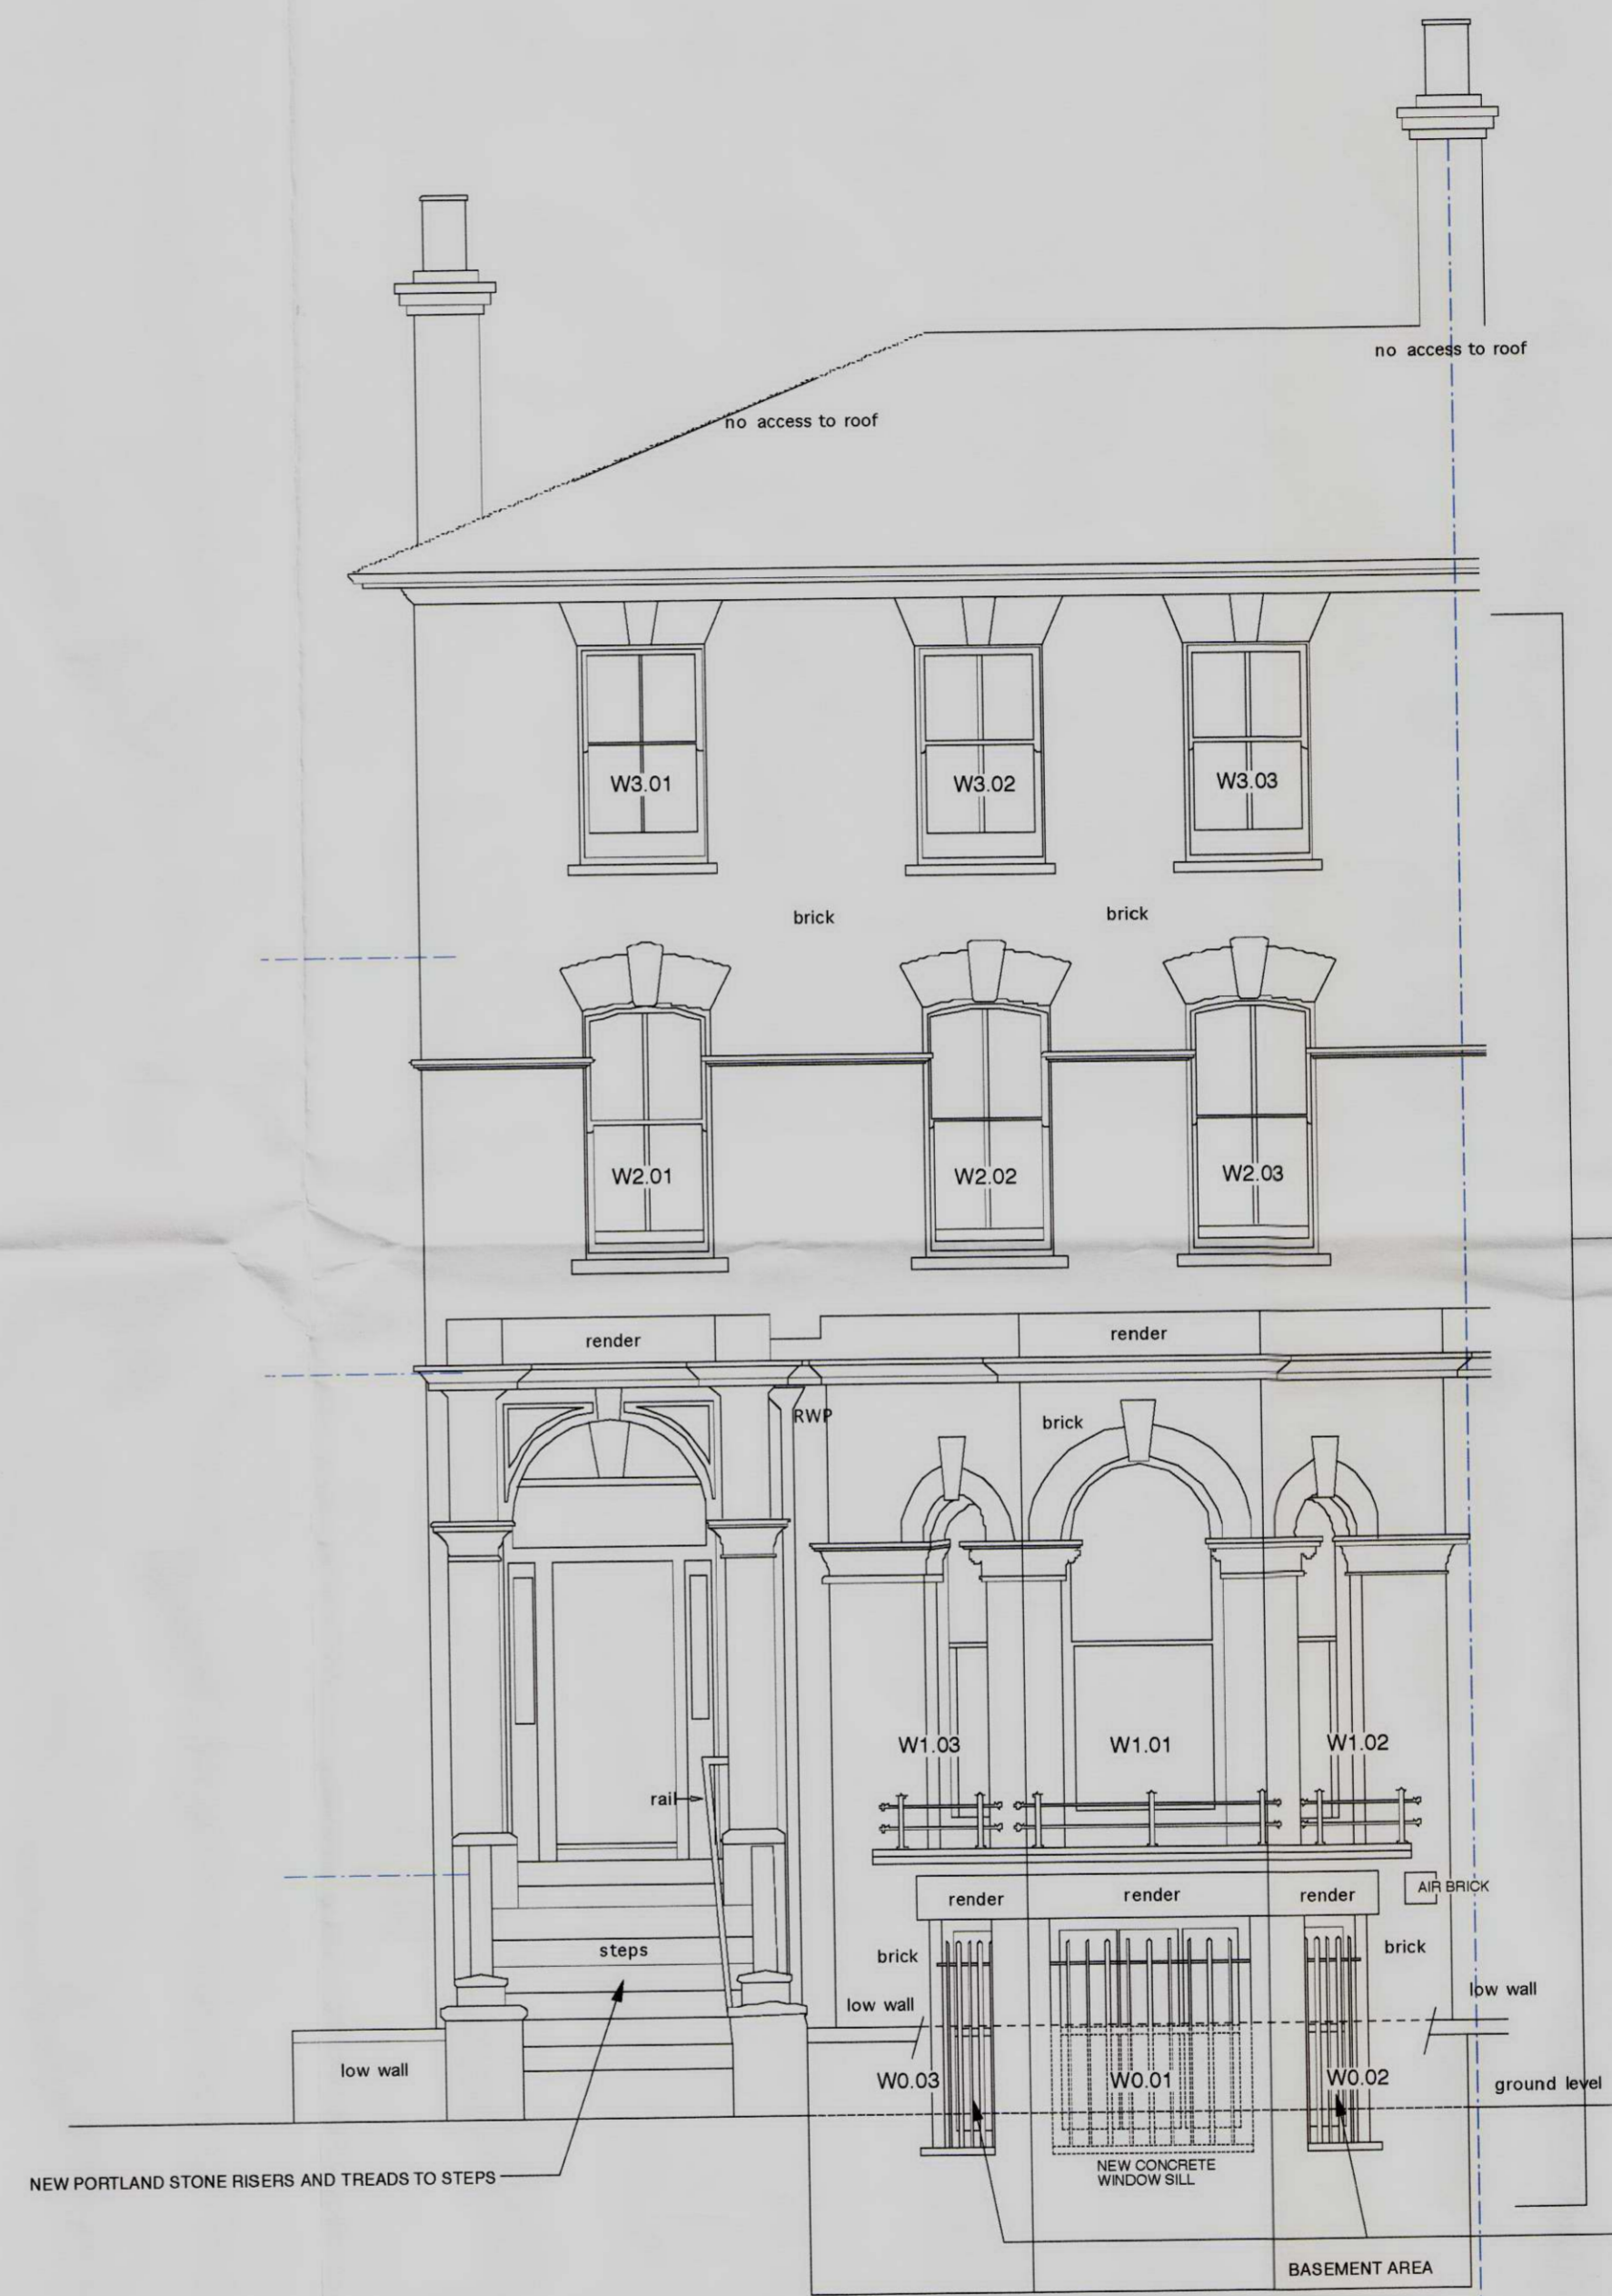 no access to roof
no access to roof
W3.01
W3.02
W3.03
brick
brick
W2.01
W2.02
W2.03
render
render
RWP
brick
W1.03
W1.01
W1.02
rail
render
render
render
AIR BRICK
steps
brick
brick
low wall
low wall
low wall
W0.03
W0.01
W0.02
ground level
NEW CONCRETE
WINDOW SILL
NEW PORTLAND STONE RISERS AND TREADS TO STEPS
BASEMENT AREA